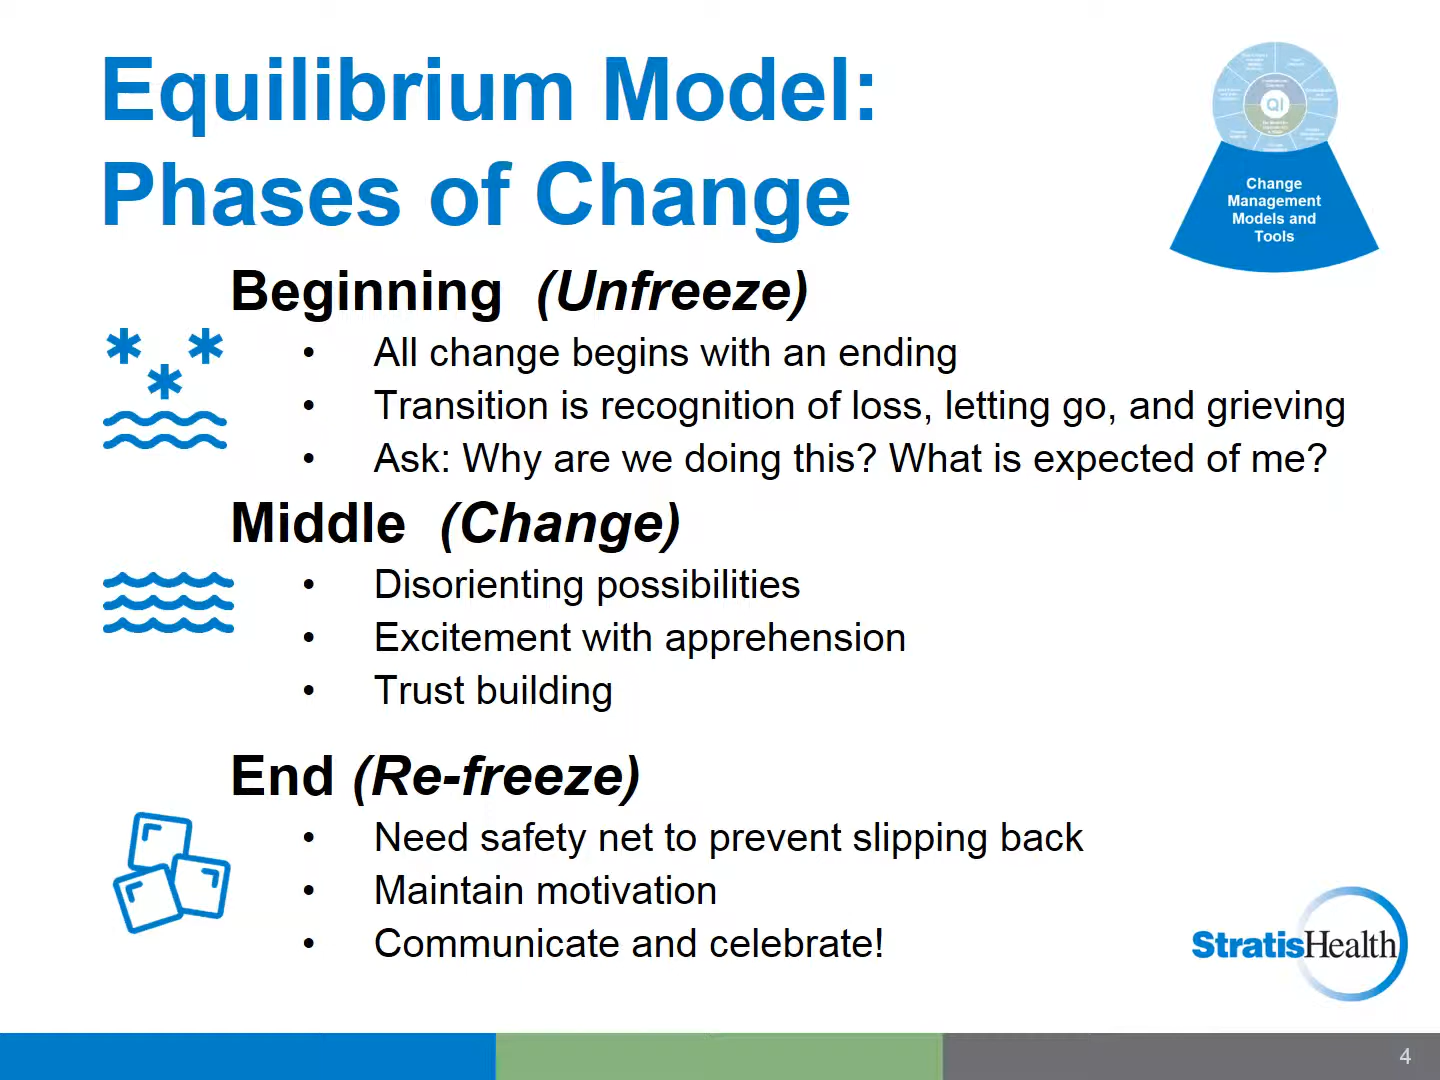 Equilibrium Model:
Phases of Change
QI
Change
Management
Models and
Tools
Beginning (Unfreeze)
• All change begins with an ending
• Transition is recognition of loss, letting go, and grieving
• Ask: Why are we doing this? What is expected of me?
Middle (Change)
• Disorienting possibilities
• Excitement with apprehension
• Trust building
End (Re-freeze)
• Need safety net to prevent slipping back
• Maintain motivation
• Communicate and celebrate!
StratisHealth
4